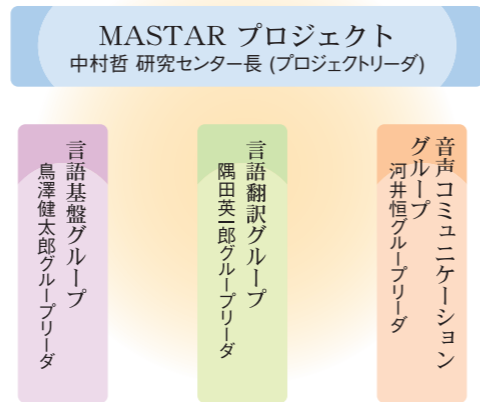 MASTAR プロジェクト
中村哲 研究センター長 (プロジェクトリーダ)
言語基盤グループ
鳥澤健太郎グループリーダ
言語翻訳グループ
隅田英一郎グループリーダ
音声コミュニケーション
グループ
河井恒グループリーダ